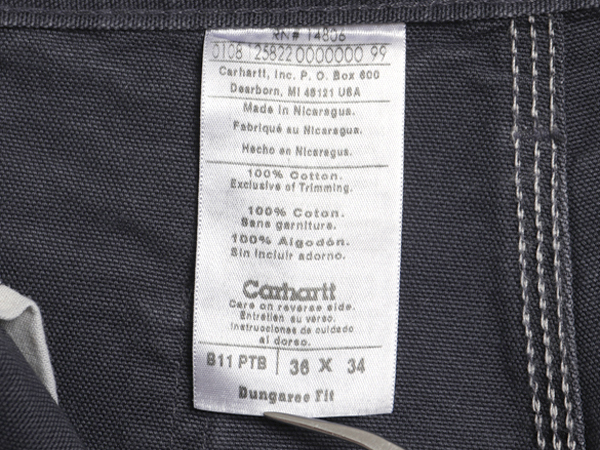 RN# 14806
0108 125822 0000000 99
Carhartt, Inc. P. O. Box 600
Dearborn, MI 48121 USA
Made in Nicaragua.
Fabriqué au Nicaragua.
Hecho en Nicaragua.
100% Cotton.
Exclusive of Trimming.
100% Coton.
Sans garniture.
100% Algodón.
Sin incluir adorno.
Carhartt
Care on reverse side.
Entretien au verso.
Instrucciones de cuidado
al dorso.
B11 PTB 36 X 34
Dungaree Fit